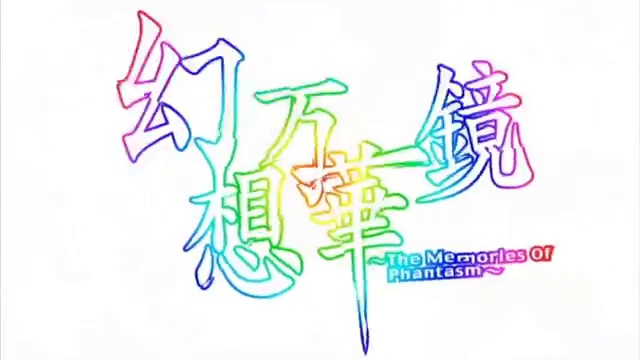 幻想万華鏡
～The Memories Of
Phantasm～